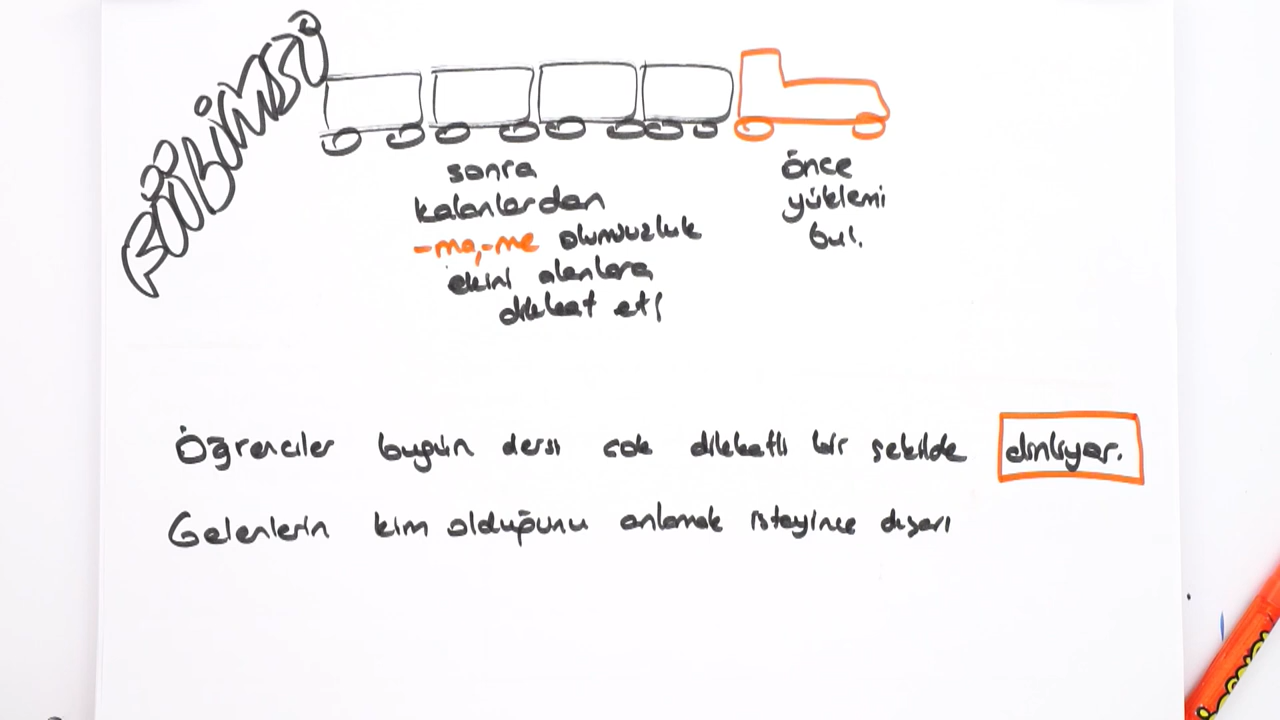 BÖÜBÜMSÜ
sonra
kalanlardan
-ma,-me olumsuzluk
ekini alanlara
dikkat et!
önce
yüklemi
bul.
Öğrenciler bugün dersi çok dikkatli bir şekilde dinliyor.
Gelenlerin kim olduğunu anlamak isteyince dışarı